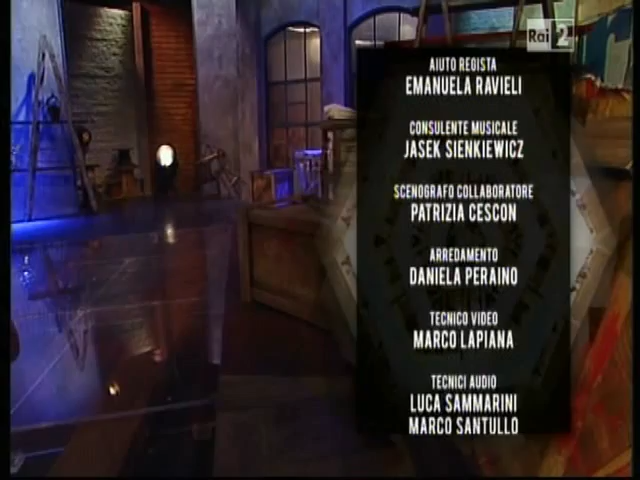 Rai 2
AIUTO REGISTA
EMANUELA RAVIELI
CONSULENTE MUSICALE
JASEK SIENKIEWICZ
SCENOGRAFO COLLABORATORE
PATRIZIA CESCON
ARREDAMENTO
DANIELA PERAINO
TECNICO VIDEO
MARCO LAPIANA
TECNICI AUDIO
LUCA SAMMARINI
MARCO SANTULLO